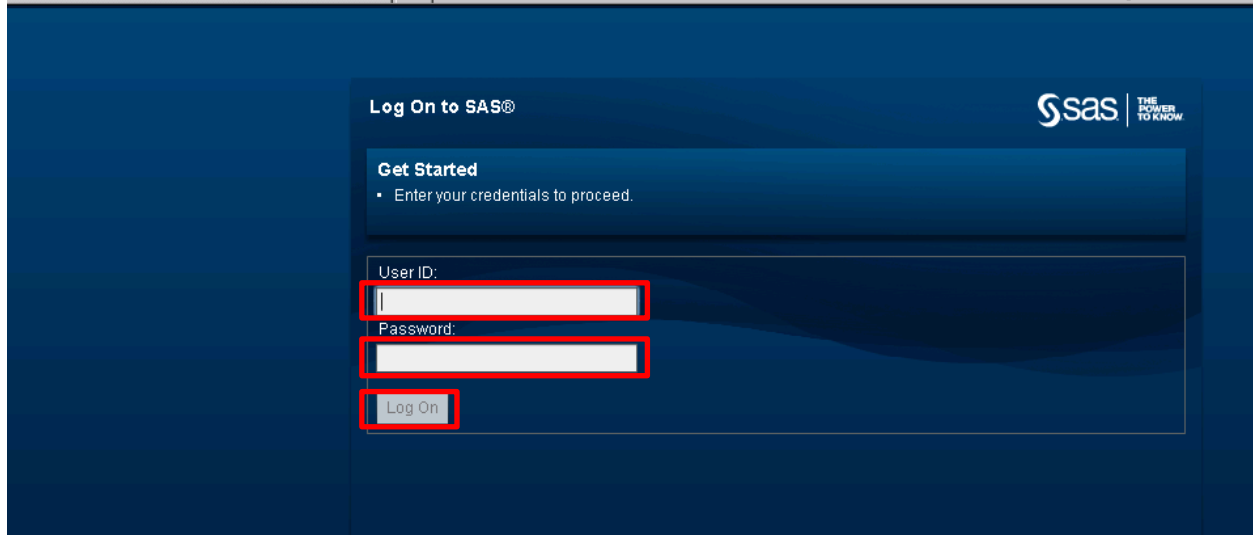 Log On to SAS®
sas THE
POWER
TO KNOW.
Get Started
▪ Enter your credentials to proceed.
User ID:
Password:
Log On